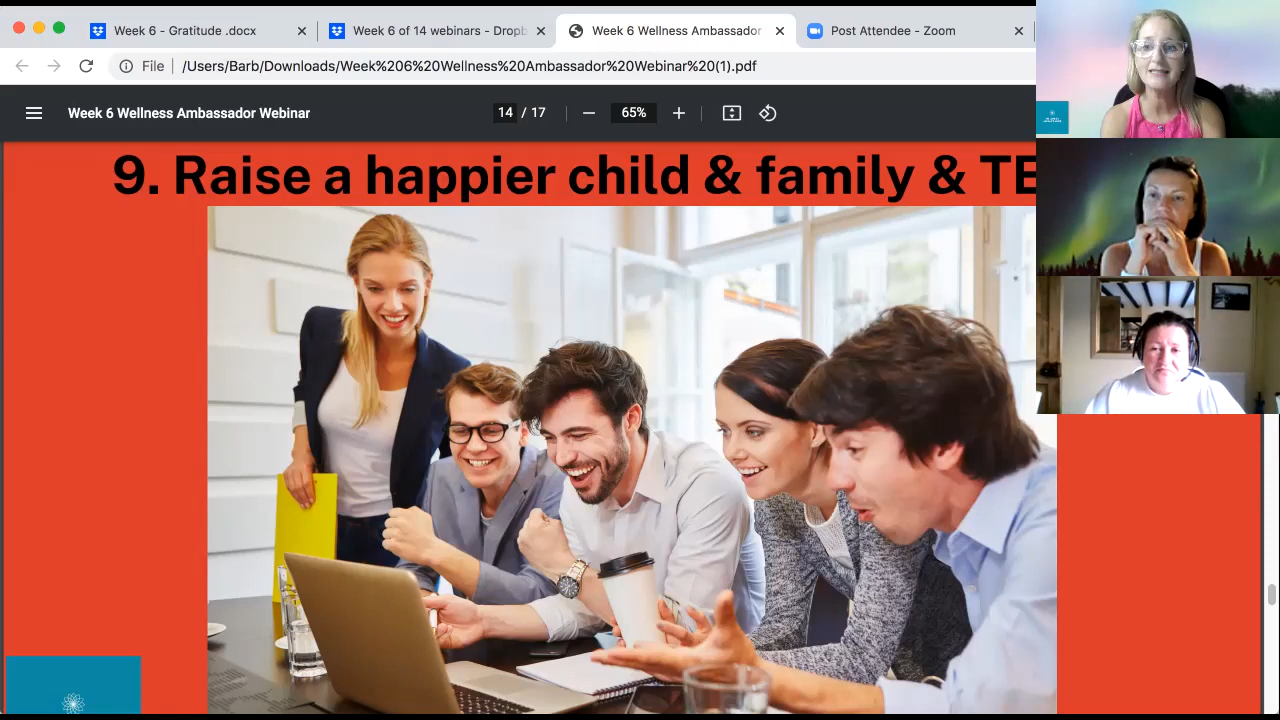 Week 6 - Gratitude .docx
Week 6 of 14 webinars - Dropb
Week 6 Wellness Ambassador
Post Attendee - Zoom
File
/Users/Barb/Downloads/Week%206%20Wellness%20Ambassador%20Webinar%20(1).pdf
Week 6 Wellness Ambassador Webinar
14 / 17
65%
9. Raise a happier child & family & TE